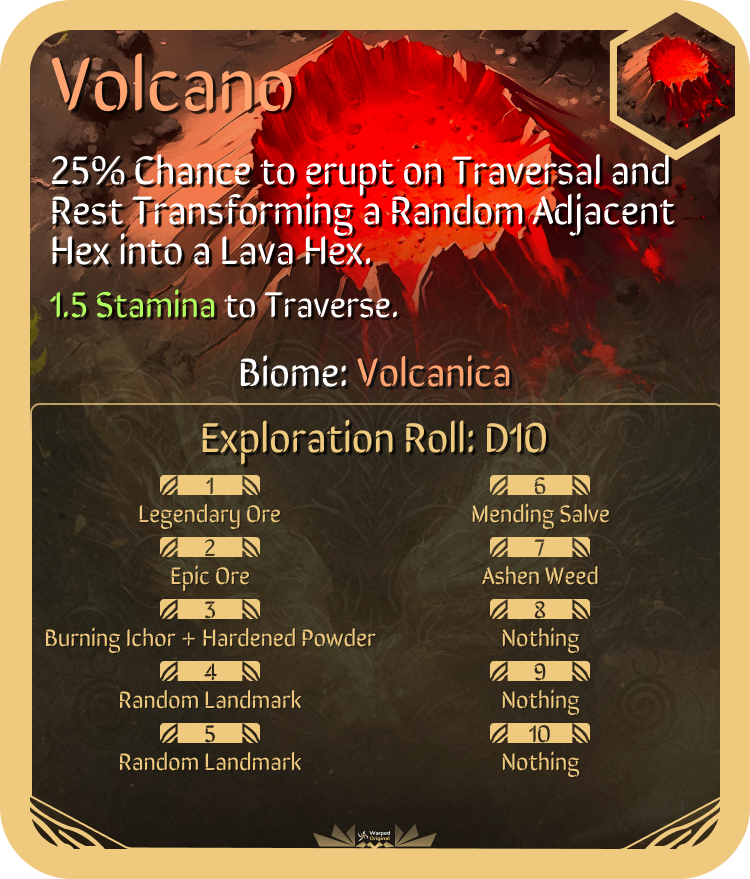 Volcano
25% Chance to erupt on Traversal and
Rest Transforming a Random Adjacent
Hex into a Lava Hex.
1.5 Stamina to Traverse.
Biome: Volcanica
Exploration Roll: D10
1
Legendary Ore
2
Epic Ore
3
Burning Ichor + Hardened Powder
4
Random Landmark
5
Random Landmark
6
Mending Salve
7
Ashen Weed
8
Nothing
9
Nothing
10
Nothing
Warped
Original